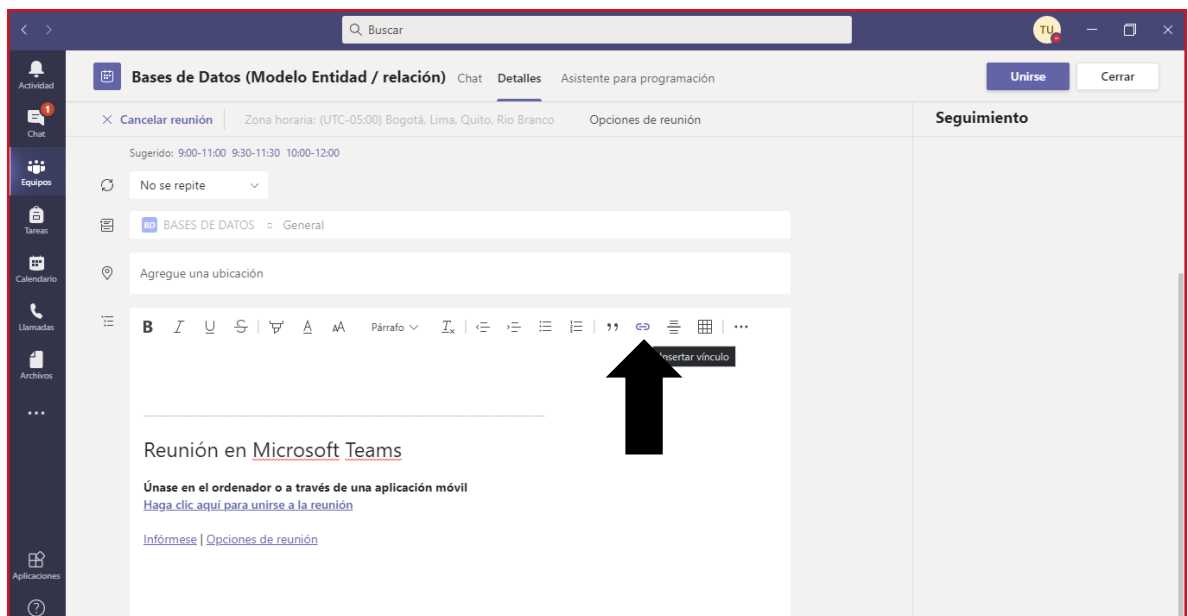 Buscar
TU
Actividad
1
Chat
Equipos
Tareas
Calendario
Llamadas
Archivos
Aplicaciones
Bases de Datos (Modelo Entidad / relación) Chat Detalles Asistente para programación
Unirse Cerrar
Cancelar reunión Zona horaria: (UTC-05:00) Bogotá, Lima, Quito, Rio Branco Opciones de reunión
Seguimiento
Sugerido: 9:00-11:00 9:30-11:30 10:00-12:00
No se repite
BD BASES DE DATOS General
Agregue una ubicación
B I U S A AA Párrafo Tx
Insertar vínculo
Reunión en Microsoft Teams
Únase en el ordenador o a través de una aplicación móvil
Haga clic aquí para unirse a la reunión
Infórmese | Opciones de reunión